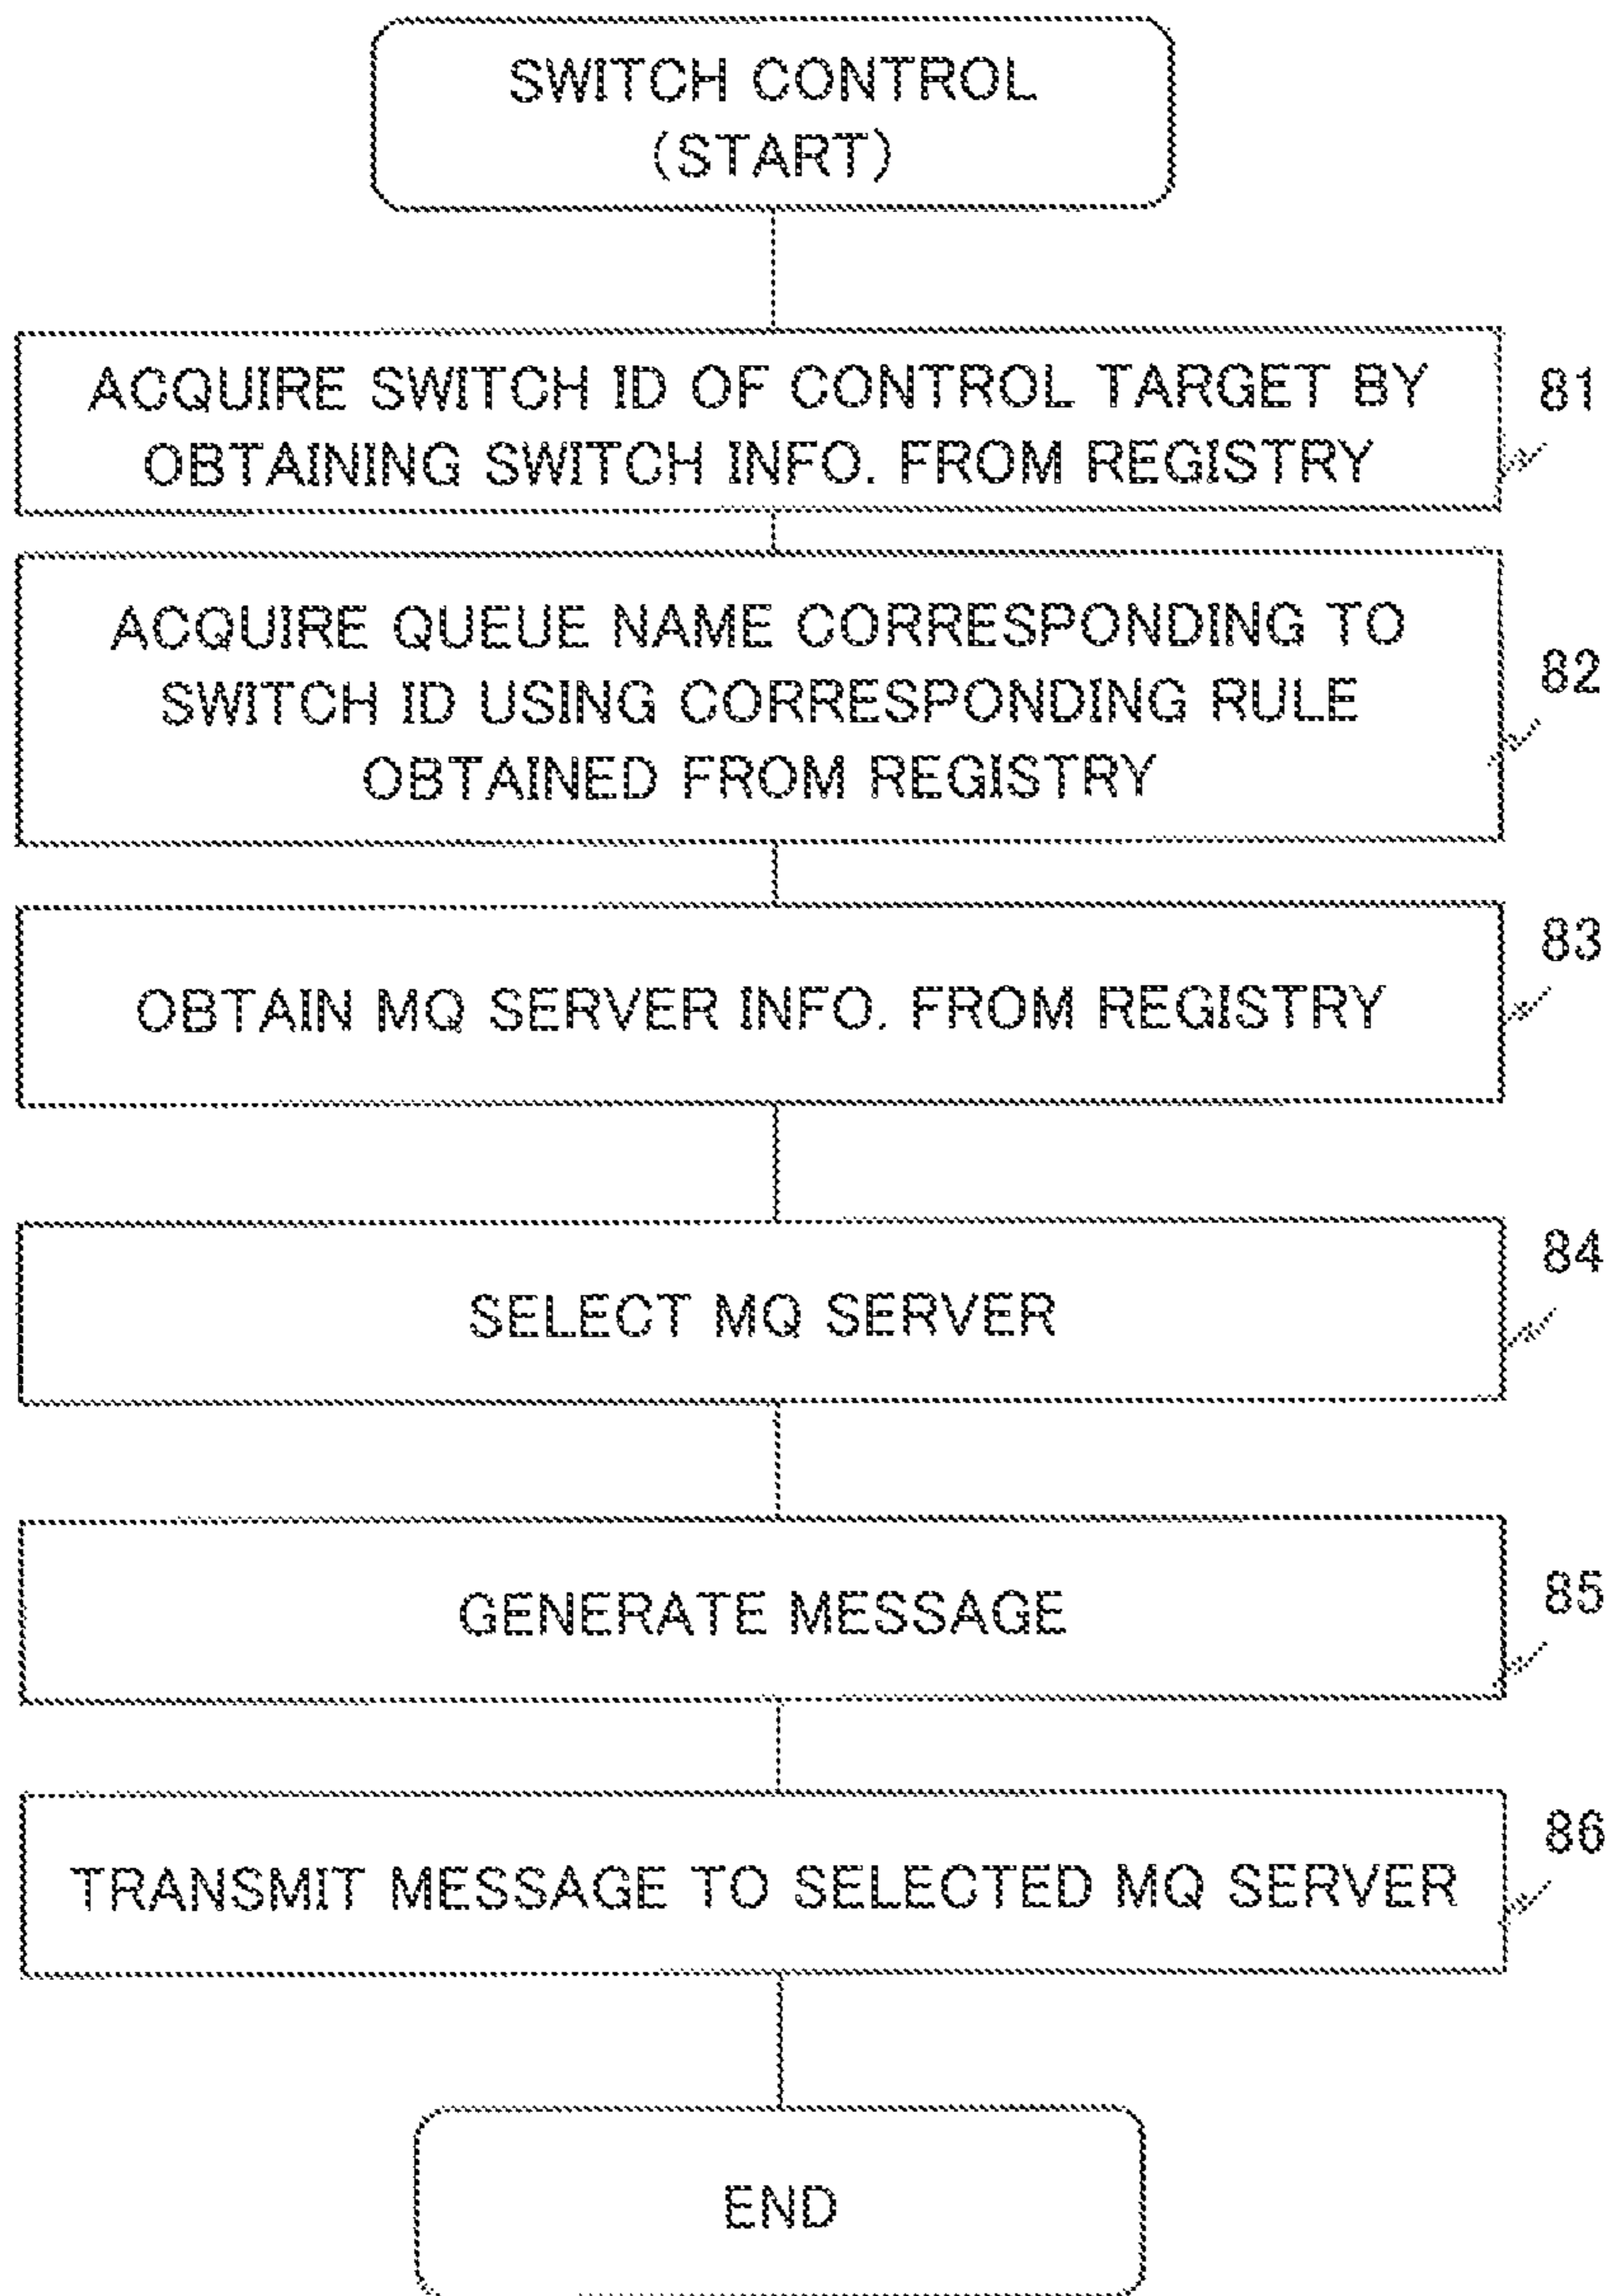 SWITCH CONTROL
(START)
ACQUIRE SWITCH ID OF CONTROL TARGET BY
OBTAINING SWITCH INFO. FROM REGISTRY
81
ACQUIRE QUEUE NAME CORRESPONDING TO
SWITCH ID USING CORRESPONDING RULE
OBTAINED FROM REGISTRY
82
OBTAIN MQ SERVER INFO. FROM REGISTRY
83
SELECT MQ SERVER
84
GENERATE MESSAGE
85
TRANSMIT MESSAGE TO SELECTED MQ SERVER
86
END